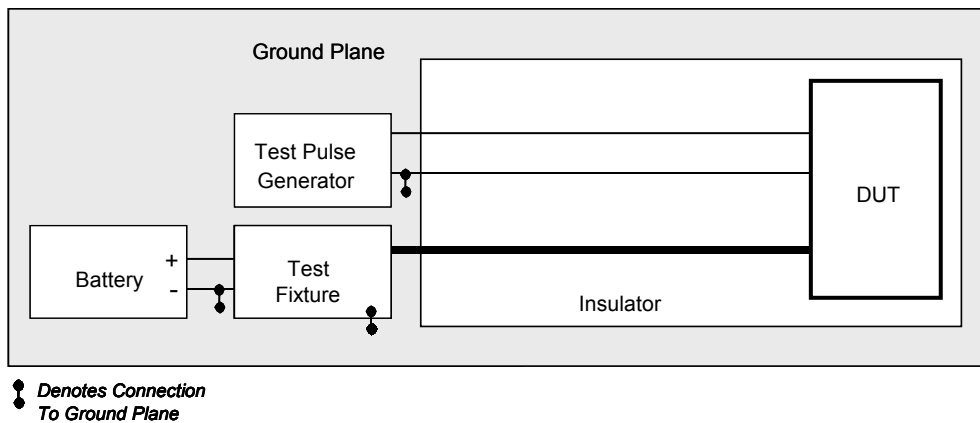 Ground Plane
Test Pulse
Generator
DUT
Battery
+
-
Test
Fixture
Insulator
Denotes Connection
To Ground Plane